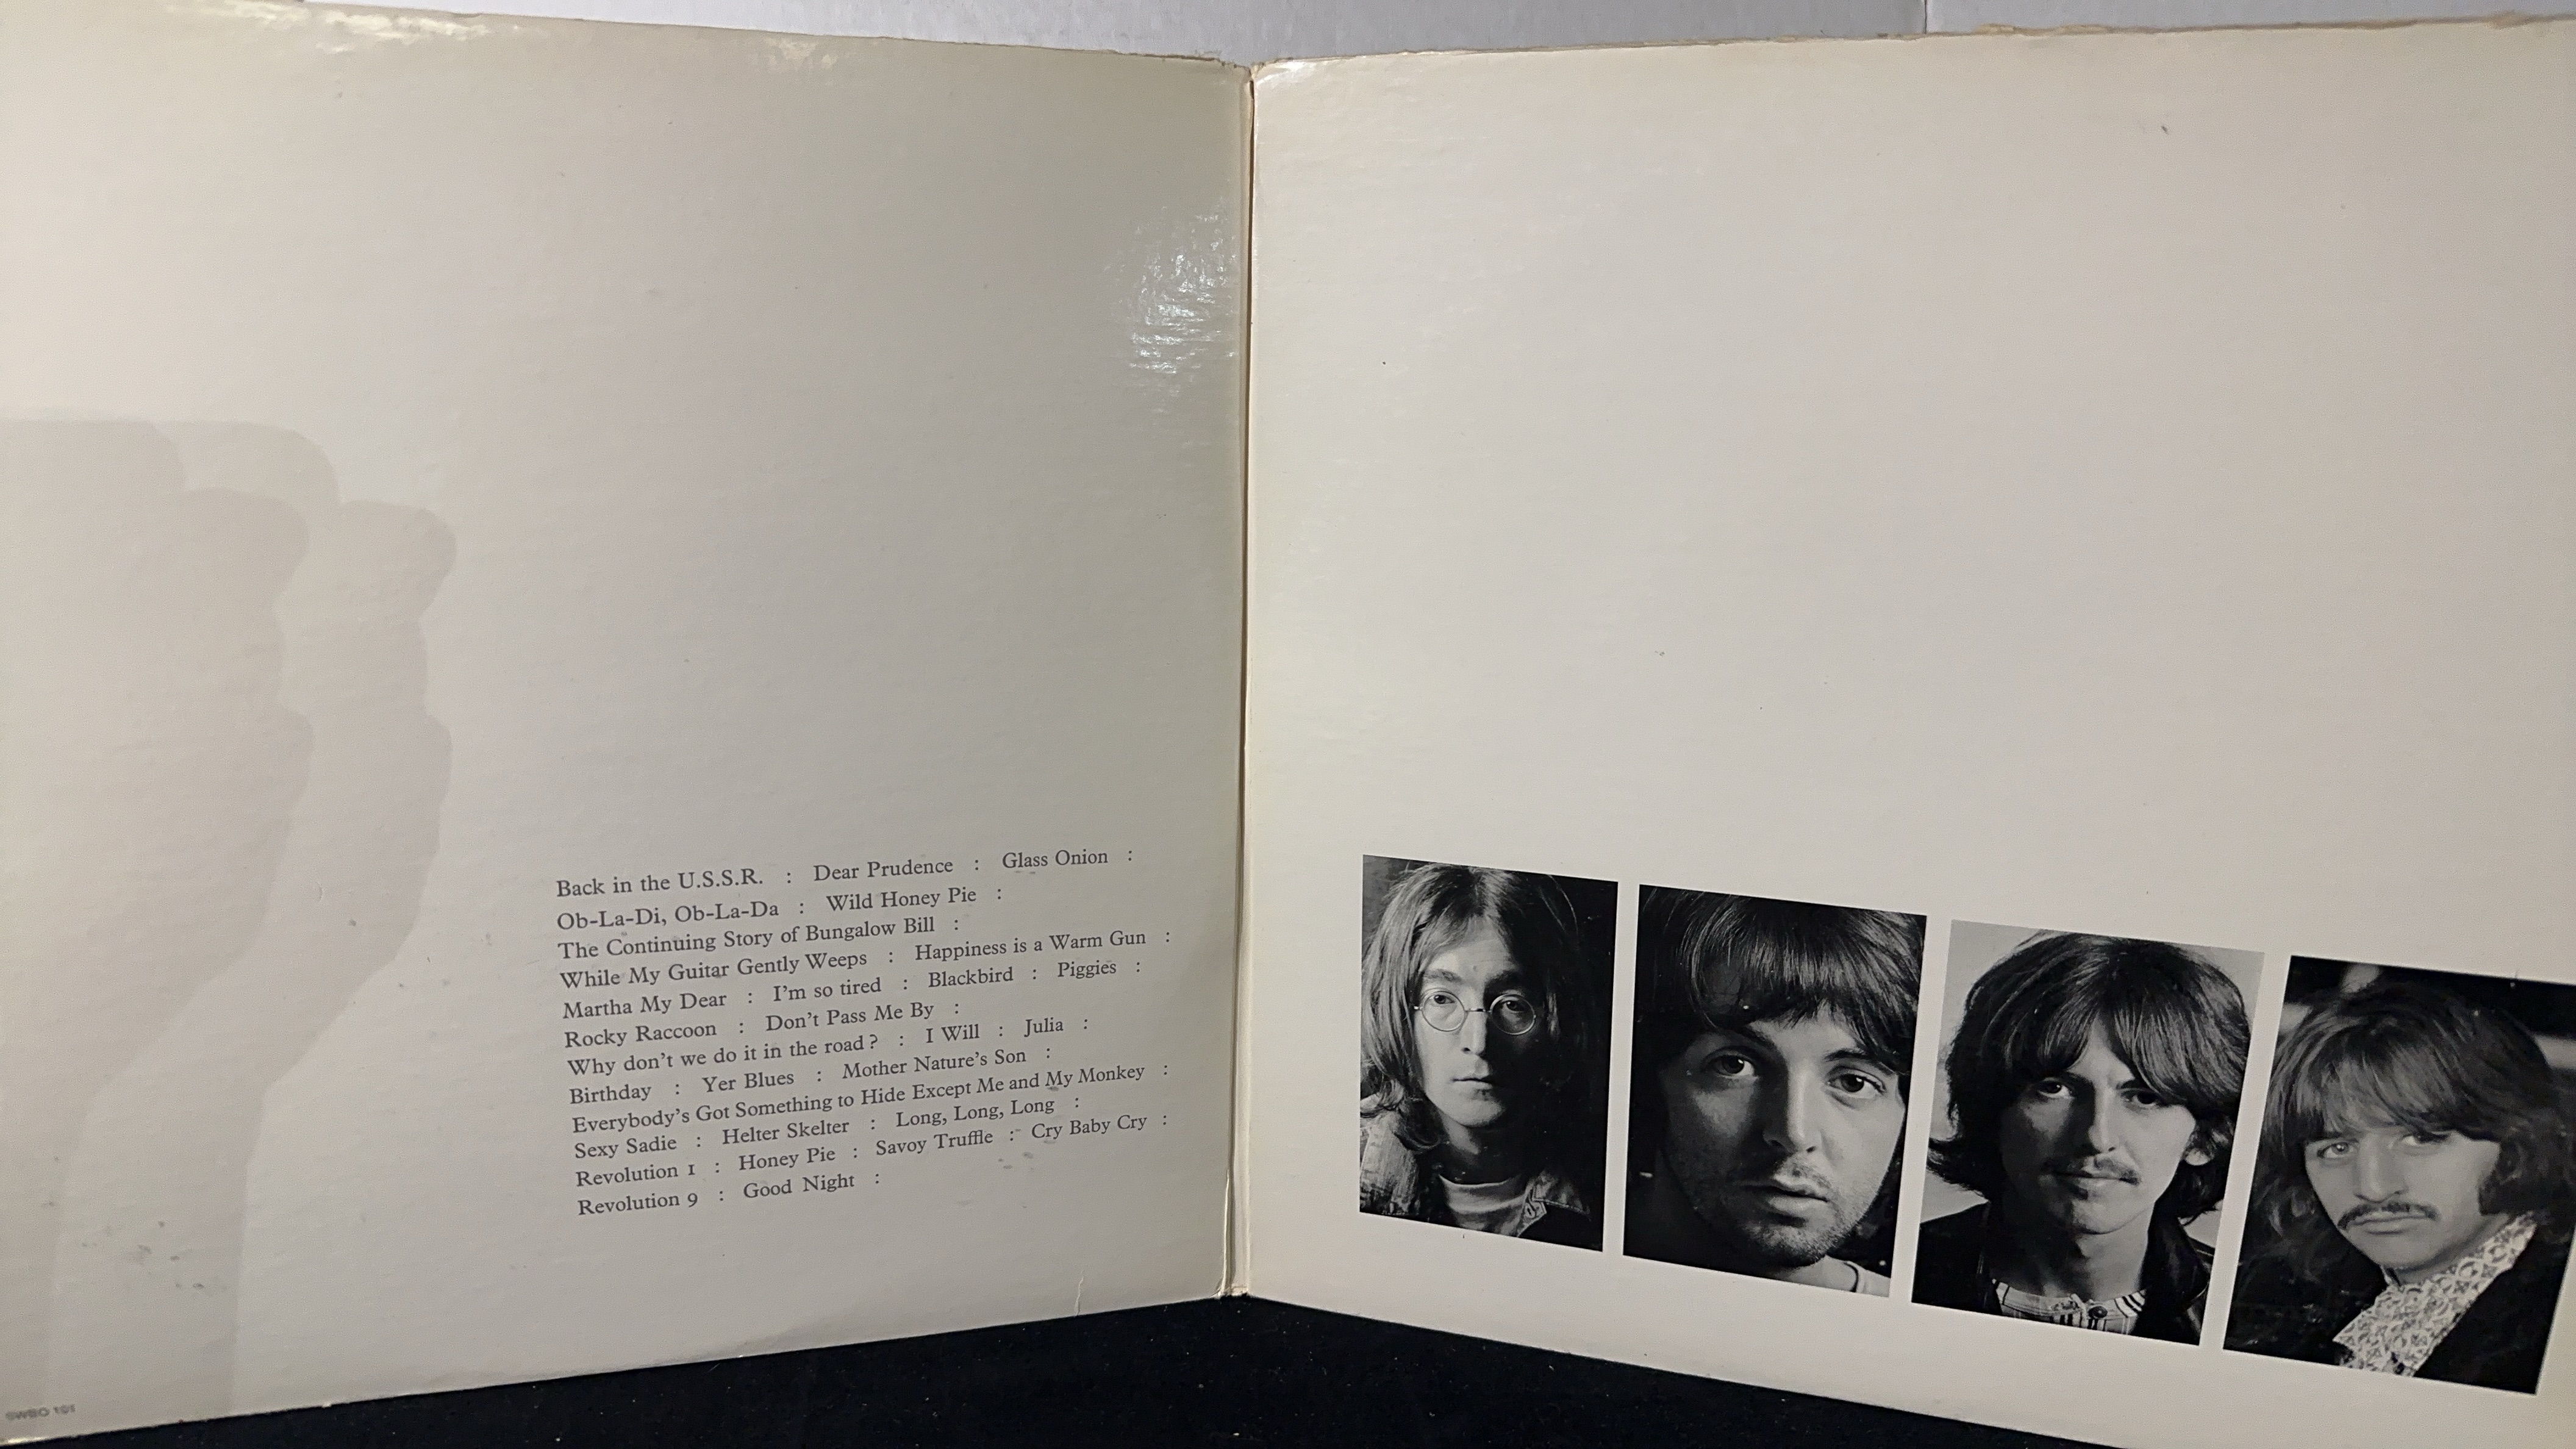 Back in the U.S.S.R. : Dear Prudence : Glass Onion :
Ob-La-Di, Ob-La-Da : Wild Honey Pie :
The Continuing Story of Bungalow Bill :
While My Guitar Gently Weeps : Happiness is a Warm Gun :
Martha My Dear : I'm so tired : Blackbird : Piggies :
Rocky Raccoon : Don't Pass Me By :
Why don't we do it in the road? : I Will : Julia :
Birthday : Yer Blues : Mother Nature's Son :
Everybody's Got Something to Hide Except Me and My Monkey :
Sexy Sadie : Helter Skelter : Long, Long, Long :
Revolution 1 : Honey Pie : Savoy Truffle : Cry Baby Cry :
Revolution 9 : Good Night :
SWBO 101